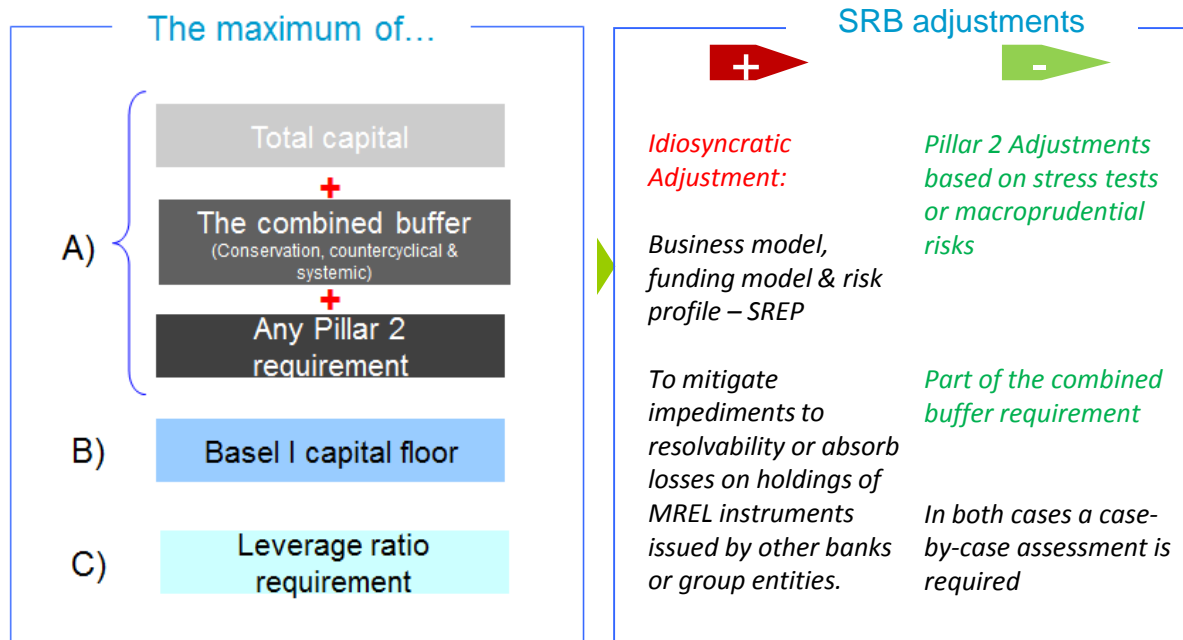 The maximum of…
A)
Total capital
+
The combined buffer
(Conservation, countercyclical &
systemic)
+
Any Pillar 2
requirement
B)
Basel I capital floor
C)
Leverage ratio
requirement
SRB adjustments
+
Idiosyncratic
Adjustment:
Business model,
funding model & risk
profile – SREP
To mitigate
impediments to
resolvability or absorb
losses on holdings of
MREL instruments
issued by other banks
or group entities.
-
Pillar 2 Adjustments
based on stress tests
or macroprudential
risks
Part of the combined
buffer requirement
In both cases a case-
by-case assessment is
required